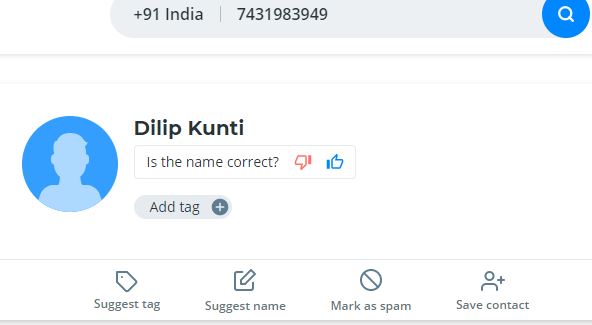 +91 India 7431983949
Dilip Kunti
Is the name correct?
Add tag
Suggest tag Suggest name Mark as spam Save contact